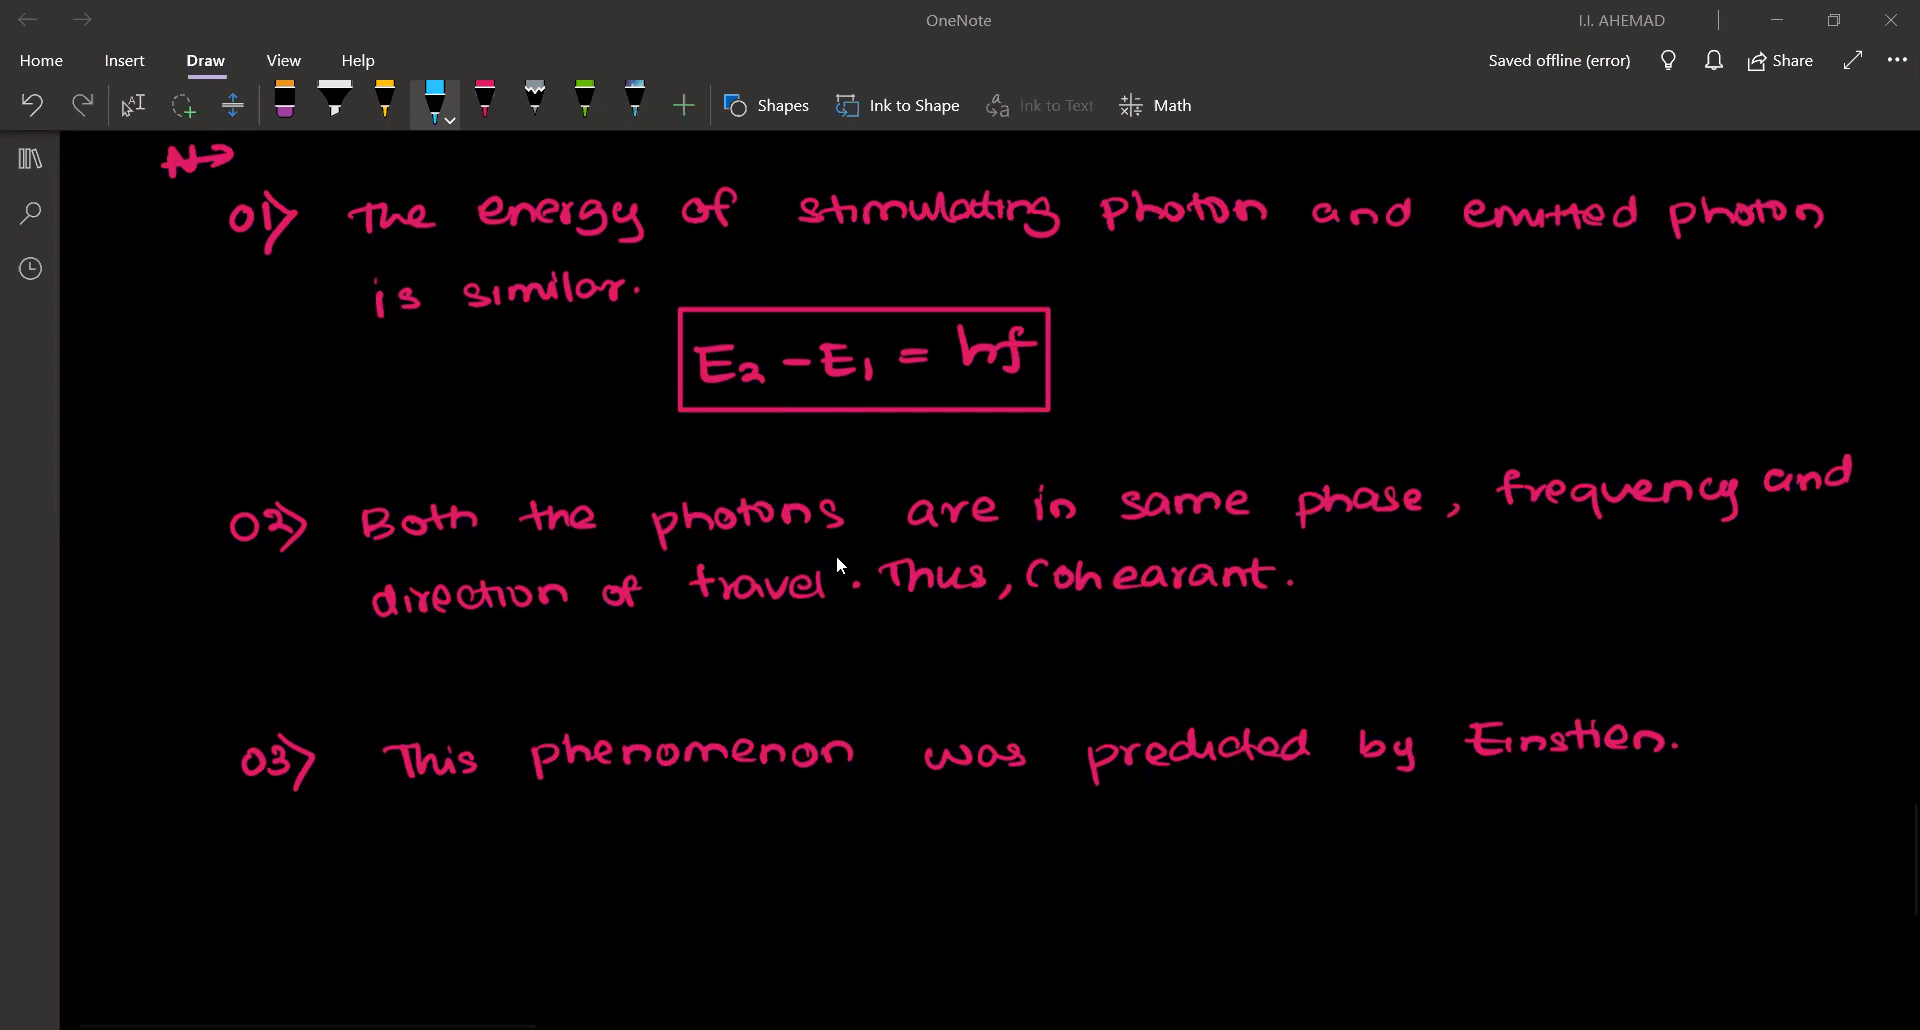 OneNote
I.I. AHEMAD
Home Insert Draw View Help
Saved offline (error) Share
Shapes Ink to Shape Ink to Text Math
N→
01) The energy of stimulating photon and emitted photon
is similar.
E₂ - E₁ = hf
02) Both the photons are in same phase, frequency and
direction of travel. Thus, Cohearant.
03) This phenomenon was predicted by Einstien.